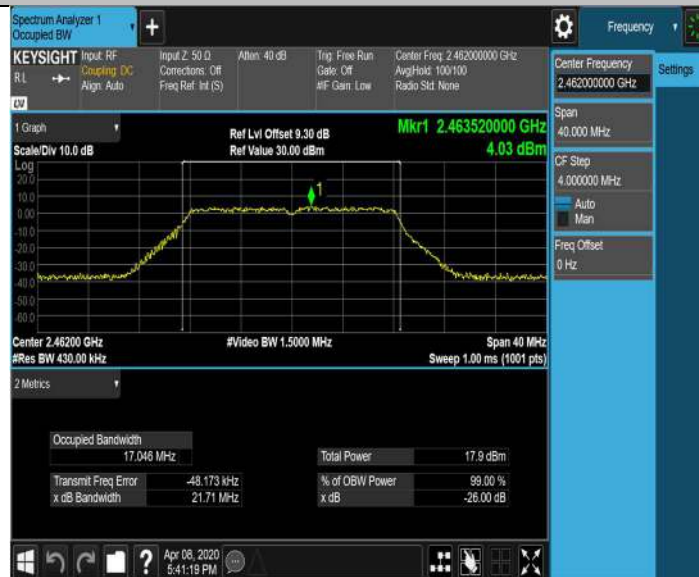 Spectrum Analyzer 1
Occupied BW
+
Frequency
KEYSIGHT
RL
Input: RF
Coupling: DC
Align: Auto
Input Z: 50 Ω
Corrections: Off
Freq Ref: Int (S)
Atten: 40 dB
Trig: Free Run
Gate: Off
#IF Gain: Low
Center Freq: 2.462000000 GHz
Avg|Hold: 100/100
Radio Std: None
1 Graph
Scale/Div 10.0 dB
Ref Lvl Offset 9.30 dB
Ref Value 30.00 dBm
Mkr1 2.463520000 GHz
4.03 dBm
Log
20.0
10.0
0.00
-10.0
-20.0
-30.0
-40.0
-50.0
-60.0
1
Center 2.46200 GHz
#Res BW 430.00 kHz
#Video BW 1.5000 MHz
Span 40 MHz
Sweep 1.00 ms (1001 pts)
2 Metrics
Occupied Bandwidth
17.046 MHz
Transmit Freq Error -48.173 kHz
x dB Bandwidth 21.71 MHz
Total Power 17.9 dBm
% of OBW Power 99.00 %
x dB -26.00 dB
Center Frequency
2.462000000 GHz
Settings
Span
40.000 MHz
CF Step
4.000000 MHz
Auto
Man
Freq Offset
0 Hz
?
Apr 08, 2020
5:41:19 PM